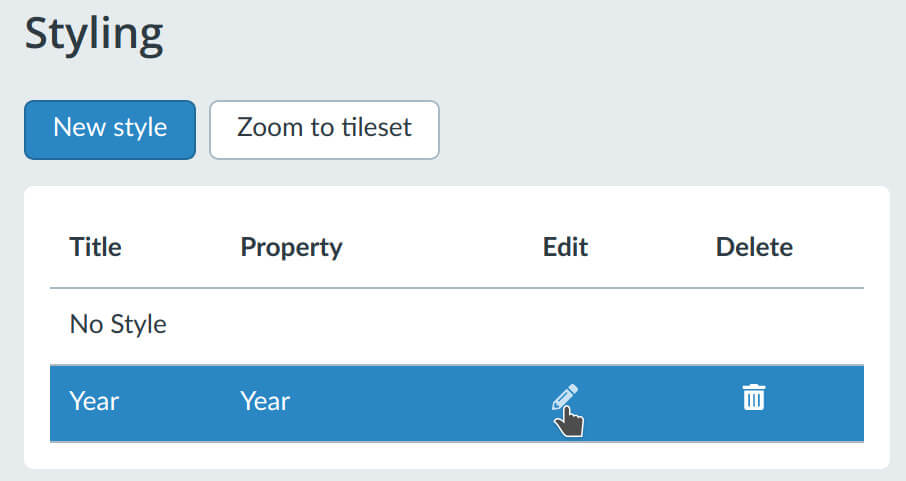 Styling
New style Zoom to tileset
Title Property Edit Delete
No Style
Year Year